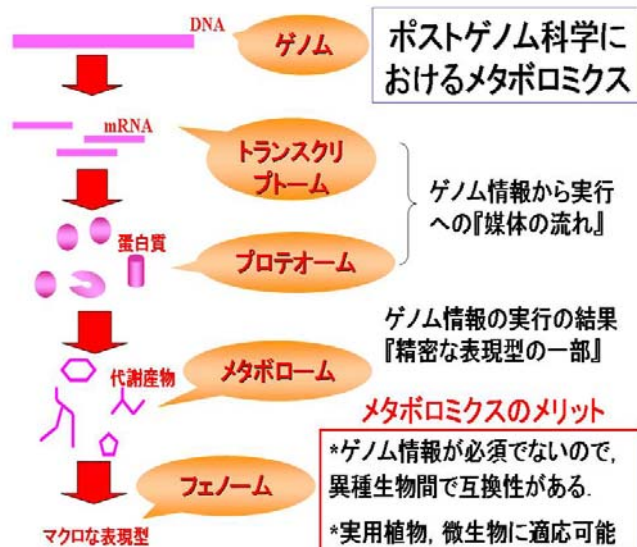 DNA
ゲノム
ポストゲノム科学に
おけるメタボロミクス
mRNA
トランスクリ
プトーム
ゲノム情報から実行
への『媒体の流れ』
蛋白質
プロテオーム
ゲノム情報の実行の結果
『精密な表現型の一部』
代謝産物
メタボローム
メタボロミクスのメリット
*ゲノム情報が必須でないので,
異種生物間で互換性がある.
*実用植物, 微生物に適応可能
フェノーム
マクロな表現型